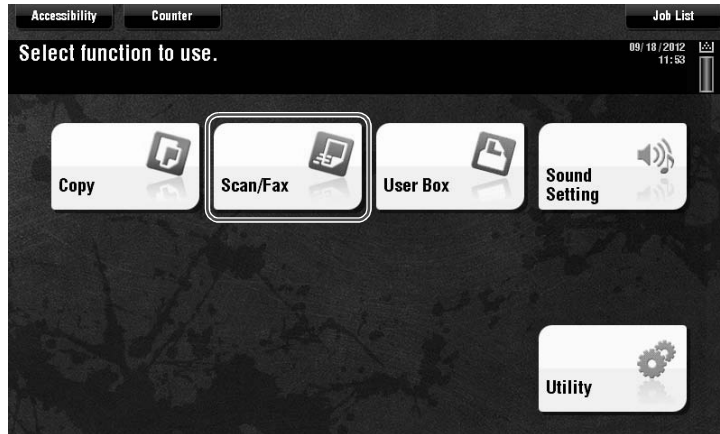 Accessibility
Counter
Job List
Select function to use.
09/18/2012
11:53
Copy
Scan/Fax
User Box
Sound
Setting
Utility